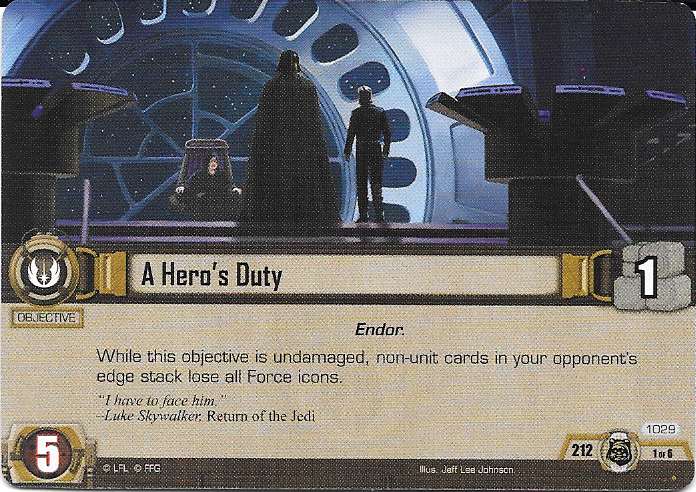 A Hero's Duty
1
OBJECTIVE
Endor.
While this objective is undamaged, non-unit cards in your opponent's
edge stack lose all Force icons.
"I have to face him."
–Luke Skywalker, Return of the Jedi
5
© LFL © FFG
Illus. Jeff Lee Johnson
212
1029
1 of 6